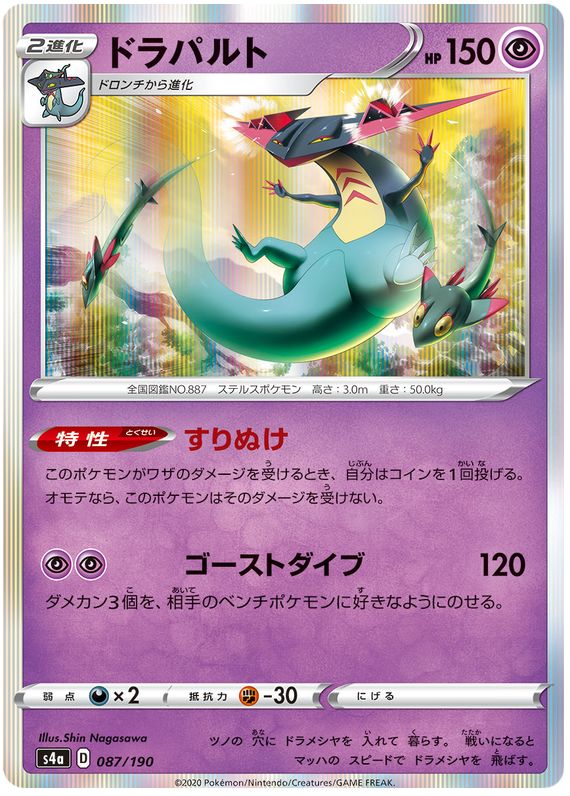 2進化
ドラパルト
HP150
ドロンチから進化
全国図鑑NO.887 ステルスポケモン 高さ:3.0m 重さ:50.0kg
特性 とくせい すりぬけ
このポケモンがワザのダメージを受けるとき、自分はコインを1回投げる。
オモテなら、このポケモンはそのダメージを受けない。
ゴーストダイブ 120
ダメカン3個を、相手のベンチポケモンに好きなようにのせる。
弱点 ×2 抵抗力 -30 にげる
Illus.Shin Nagasawa
s4a D 087/190
ツノの 穴に ドラメシヤを 入れて 暮らす。 戦いになると
マッハの スピードで ドラメシヤを 飛ばす。
©2020 Pokémon/Nintendo/Creatures/GAME FREAK.